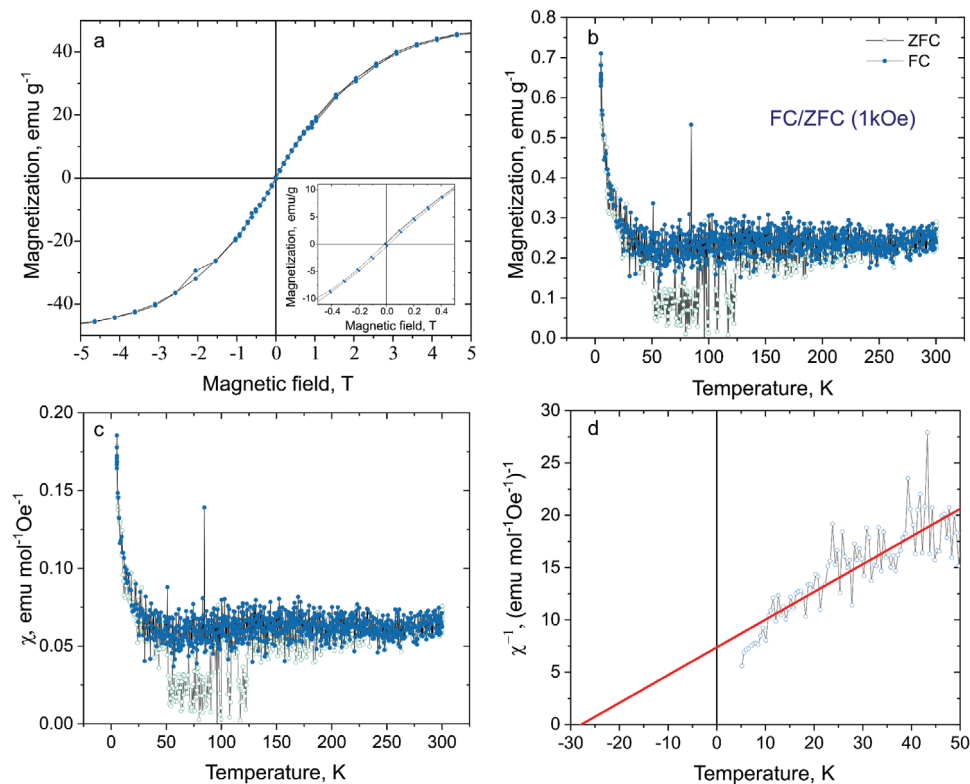 a
Magnetization, emu g⁻¹
40
20
0
-20
-40
-5 -4 -3 -2 -1 0 1 2 3 4 5
Magnetic field, T
Magnetization, emu/g
10
5
0
-5
-10
-0.4 -0.2 0.0 0.2 0.4
Magnetic field, T
b
ZFC
FC
FC/ZFC (1kOe)
Magnetization, emu g⁻¹
0.8
0.7
0.6
0.5
0.4
0.3
0.2
0.1
0.0
0 50 100 150 200 250 300
Temperature, K
c
χ, emu mol⁻¹Oe⁻¹
0.20
0.15
0.10
0.05
0.00
0 50 100 150 200 250 300
Temperature, K
d
χ⁻¹, (emu mol⁻¹Oe⁻¹)⁻¹
30
25
20
15
10
5
0
-30 -20 -10 0 10 20 30 40 50
Temperature, K